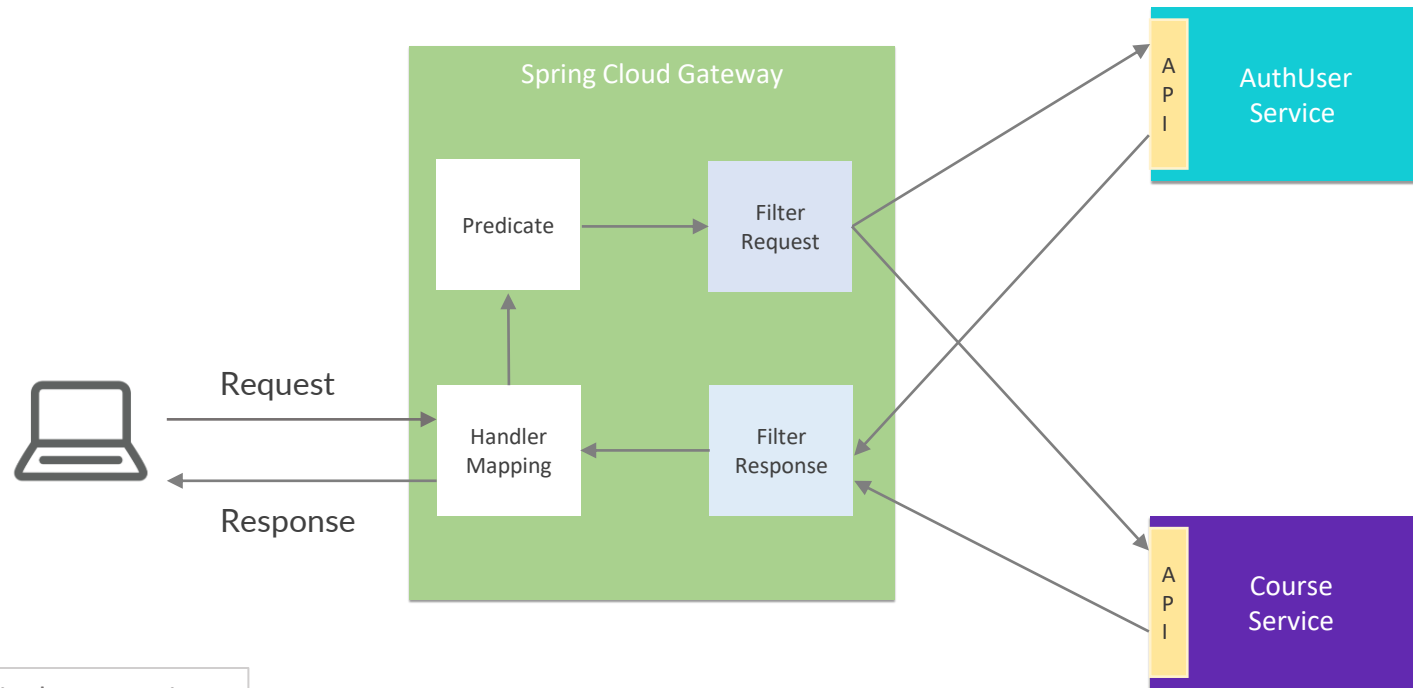 Spring Cloud Gateway
A
P
I
AuthUser
Service
Predicate
Filter
Request
Request
Handler
Mapping
Filter
Response
Response
A
P
I
Course
Service